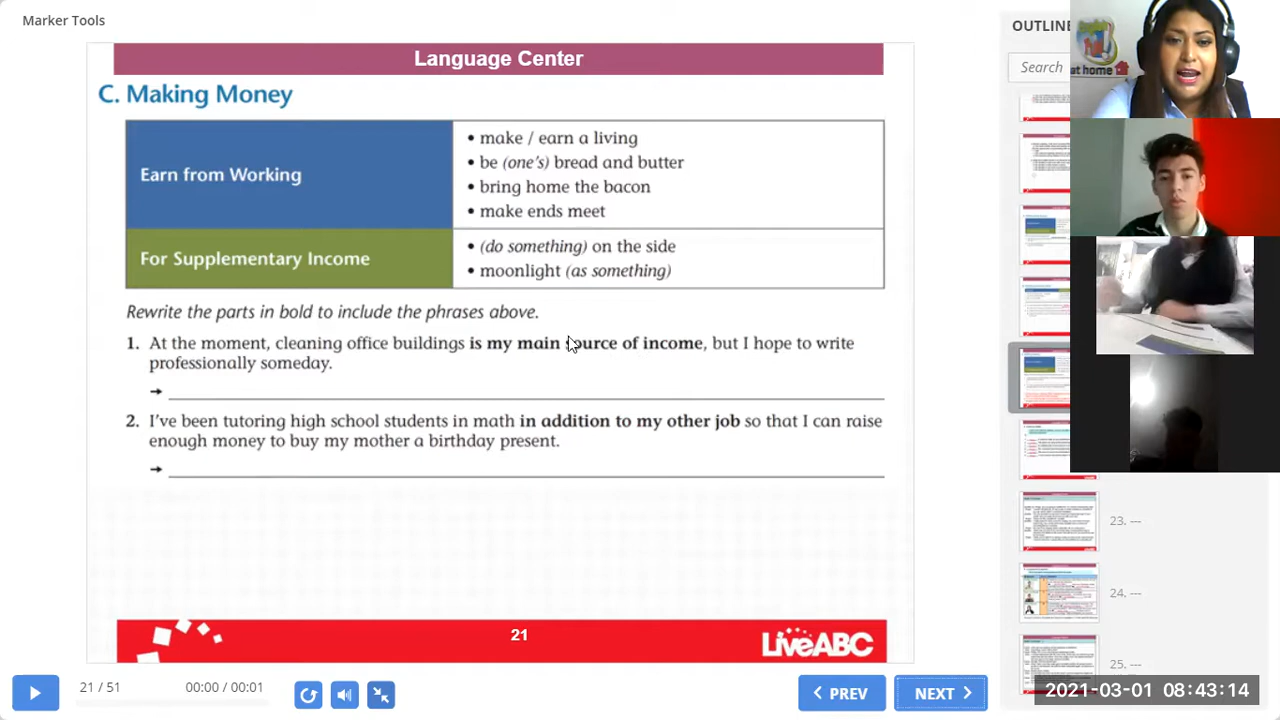 Marker Tools
OUTLINE
Search
at home
Language Center
C. Making Money
Earn from Working
• make / earn a living
• be (one's) bread and butter
• bring home the bacon
• make ends meet
For Supplementary Income
• (do something) on the side
• moonlight (as something)
Rewrite the parts in bold to include the phrases above.
1. At the moment, cleaning office buildings is my main source of income, but I hope to write
professionally someday.
→
2. I've been tutoring high school students in math in addition to my other job so that I can raise
enough money to buy my mother a birthday present.
→
21
LiveABC
23, ---
24, ---
25, ---
21 / 51
00:00 / 00:01
PREV
NEXT
2021-03-01 08:43:14